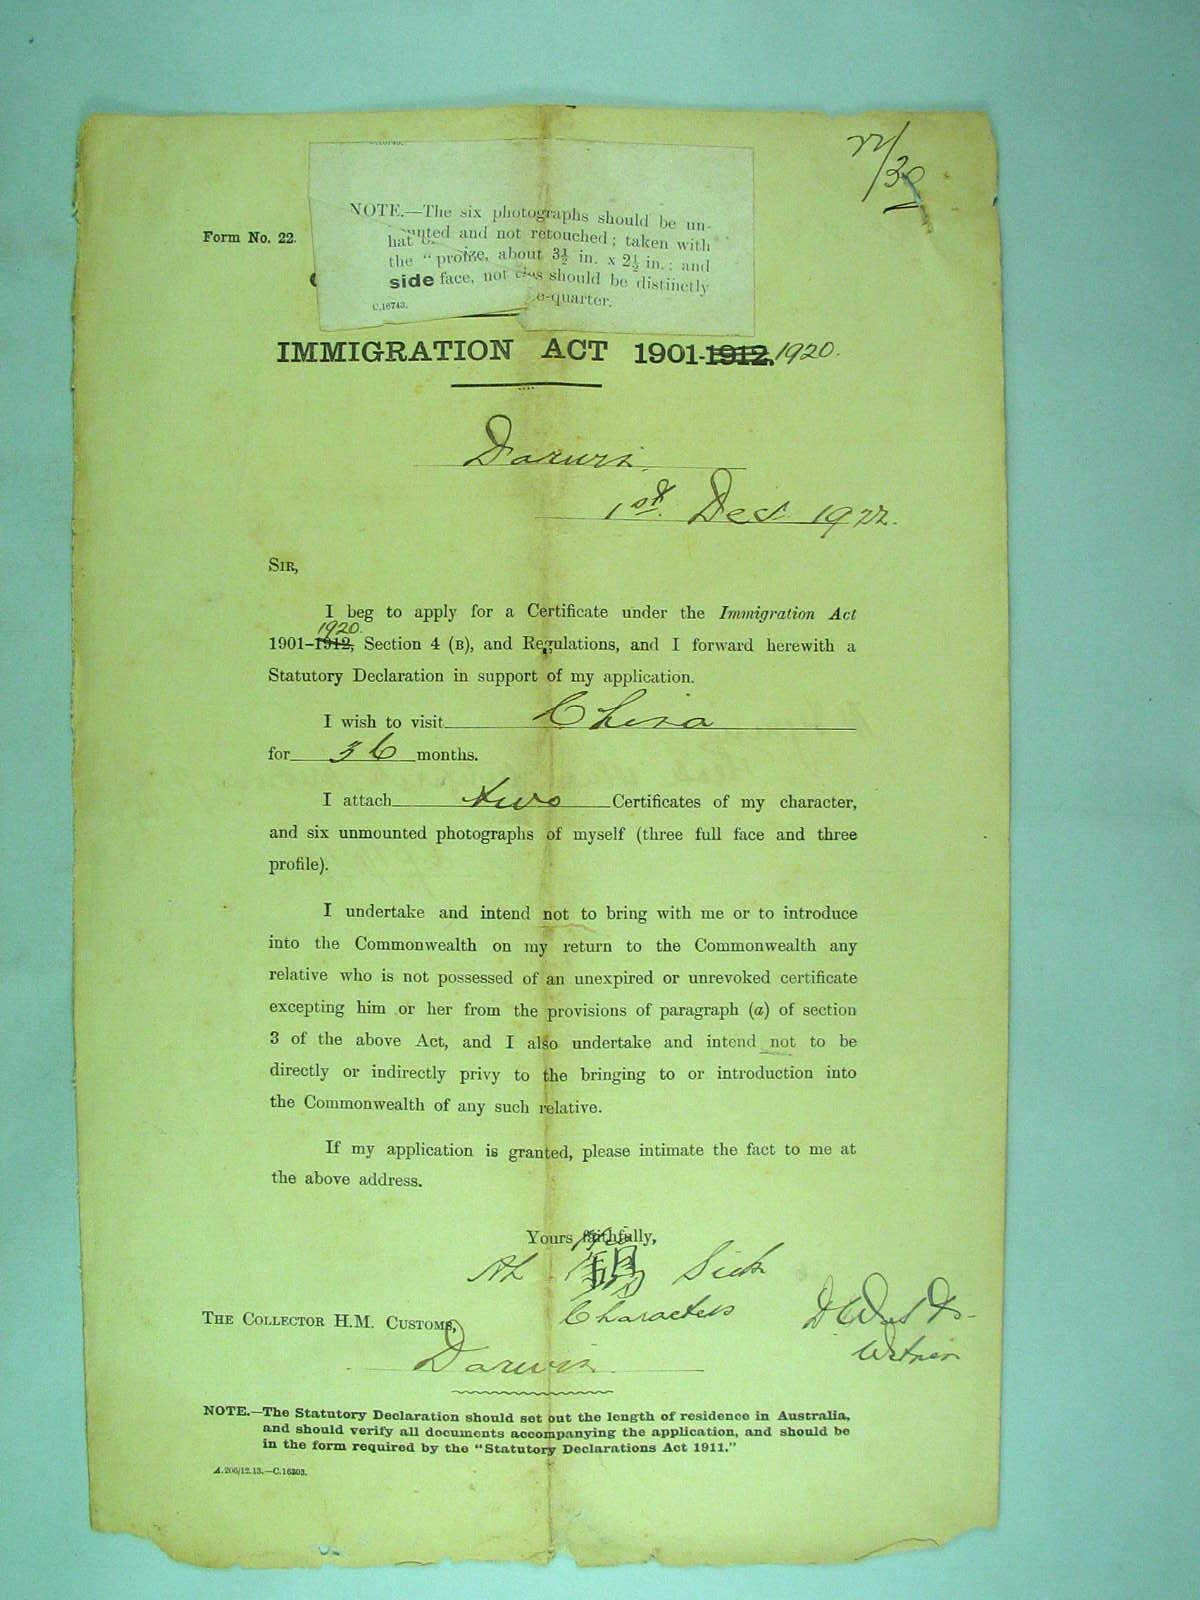 22/38
Form No. 22.
NOTE.—The six photographs should be un-
and not retouched; taken with
hat
the "profile, about 3½ in. x 2½ in.; and
side face, not should be distinctly
e-quarter.
C.16743.
IMMIGRATION ACT 1901-1912. 1920.
Darwin
1st. Dec 1922.
SIR,
I beg to apply for a Certificate under the Immigration Act
1920.
1901-1912, Section 4 (B), and Regulations, and I forward herewith a
Statutory Declaration in support of my application.
I wish to visit China
for 36 months.
I attach two Certificates of my character,
and six unmounted photographs of myself (three full face and three
profile).
I undertake and intend not to bring with me or to introduce
into the Commonwealth on my return to the Commonwealth any
relative who is not possessed of an unexpired or unrevoked certificate
excepting him or her from the provisions of paragraph (a) of section
3 of the above Act, and I also undertake and intend not to be
directly or indirectly privy to the bringing to or introduction into
the Commonwealth of any such relative.
If my application is granted, please intimate the fact to me at
the above address.
Yours faithfully,
Ah Sick
Characters
THE COLLECTOR H.M. CUSTOMS,
Witness
Darwin
NOTE.—The Statutory Declaration should set out the length of residence in Australia,
and should verify all documents accompanying the application, and should be
in the form required by the "Statutory Declarations Act 1911."
A.206/12.13.—C.16303.